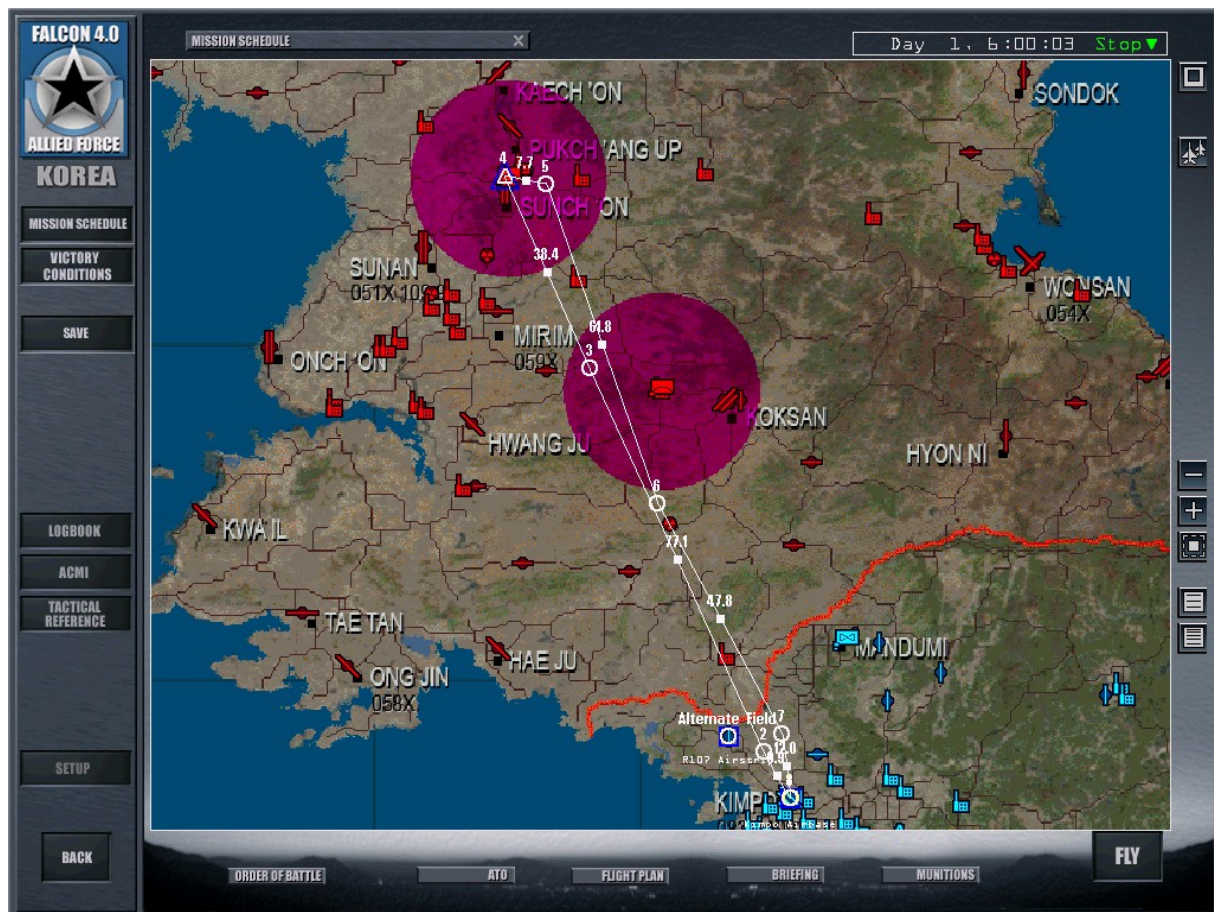 FALCON 4.0
ALLIED FORCE
KOREA
MISSION SCHEDULE
VICTORY
CONDITIONS
SAVE
LOGBOOK
ACMI
TACTICAL
REFERENCE
SETUP
BACK
MISSION SCHEDULE X
Day 1, 6:00:03 Stop
KAECH 'ON
SONDOK
PUKCH 'ANG UP
4 7.7 5
SUNCH 'ON
38.4
SUNAN
WONSAN
054X
MIRIM
059X
3
ONCH 'ON
KOKSAN
HWANG JU
HYON NI
6
KWA IL
77.1
47.8
TAE TAN
MANDUMI
HAE JU
ONG JIN
058X
Alternate Field 7
2
12.0
KIMPO
Kimpo Airbase
ORDER OF BATTLE
ATO
FLIGHT PLAN
BRIEFING
MUNITIONS
FLY